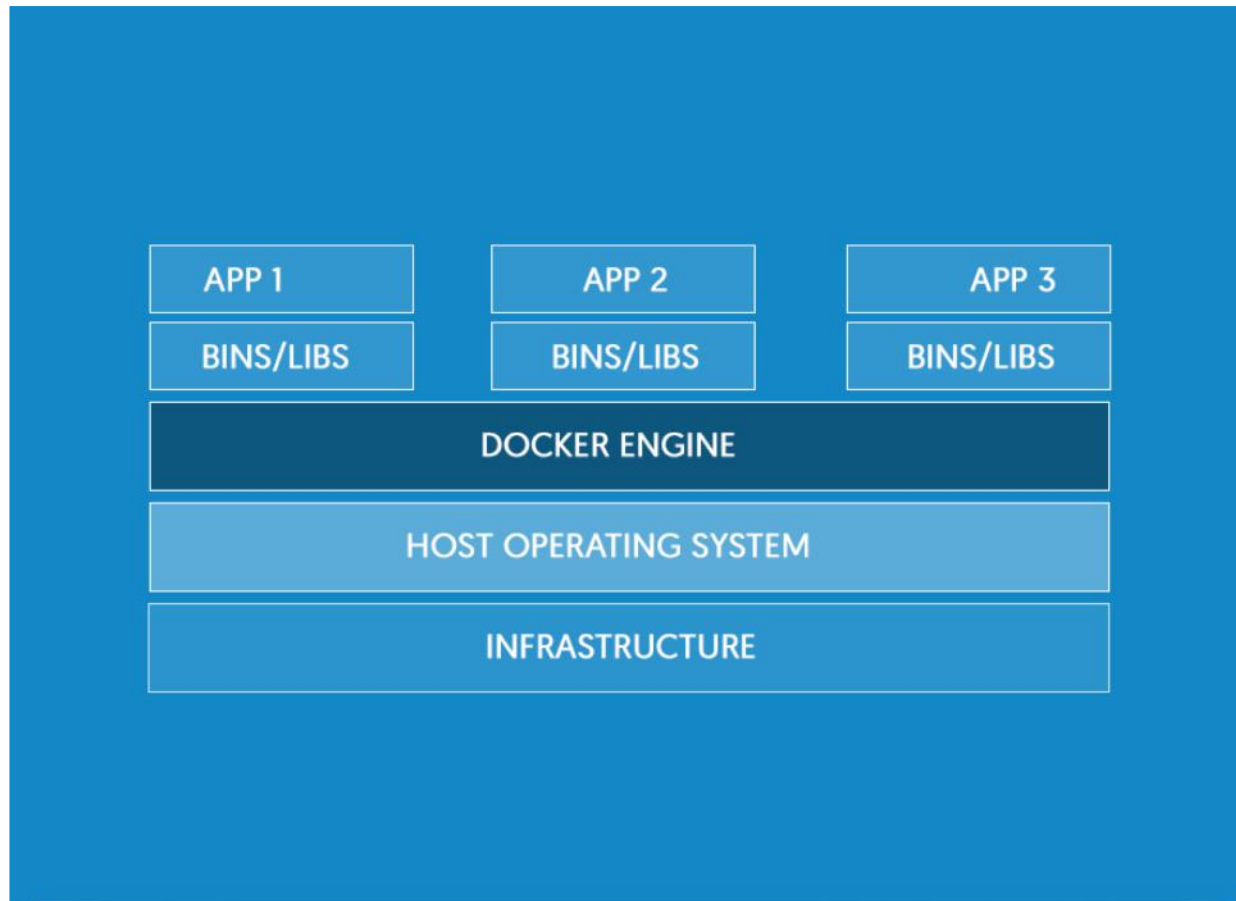 APP 1
APP 2
APP 3
BINS/LIBS
BINS/LIBS
BINS/LIBS
DOCKER ENGINE
HOST OPERATING SYSTEM
INFRASTRUCTURE